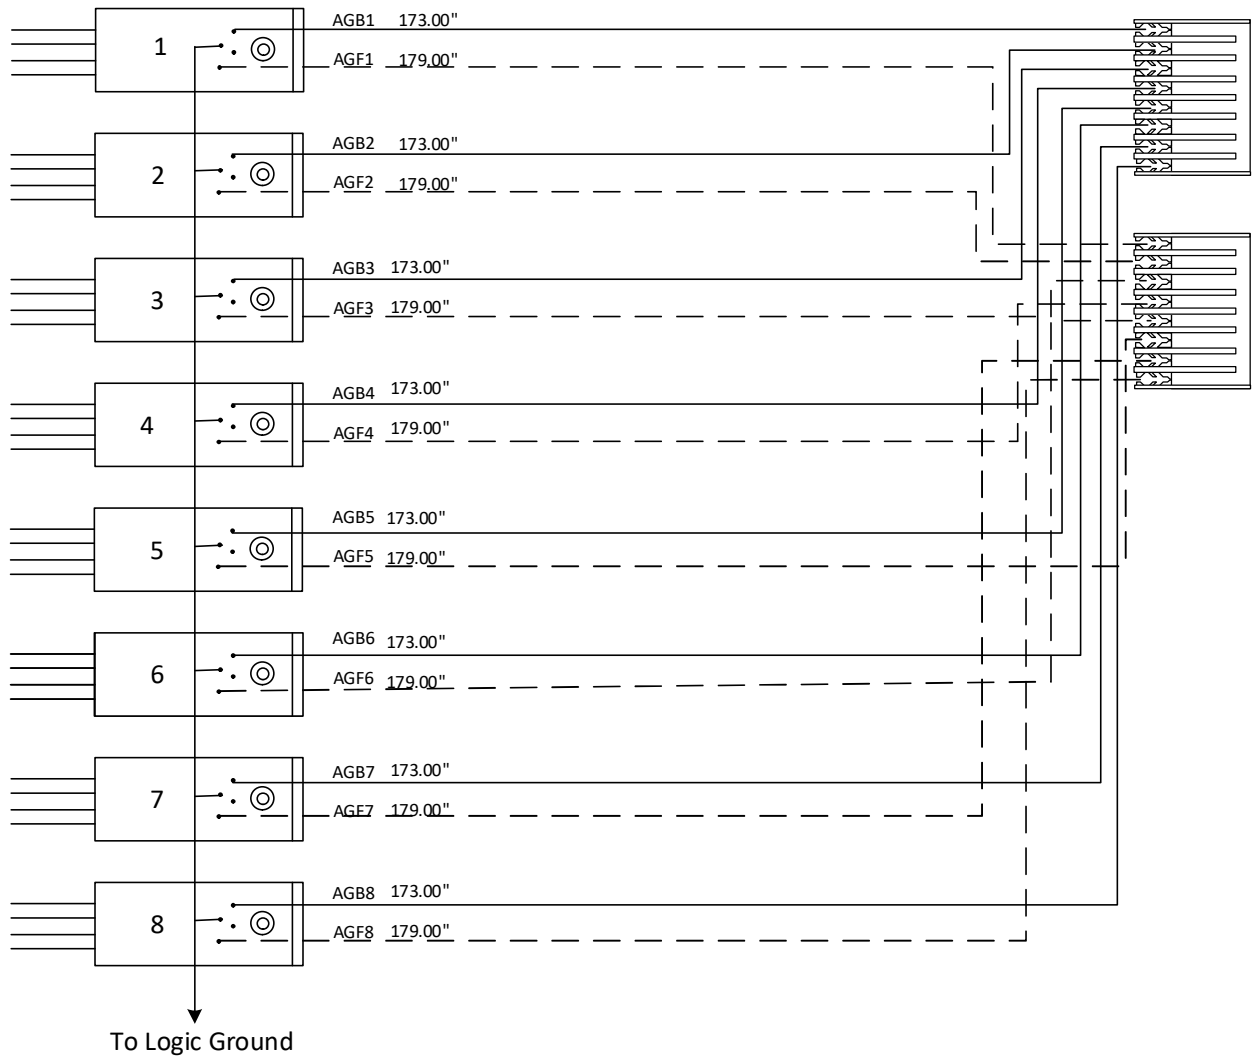 AGB1 173.00"
1
AGF1 179.00"
AGB2 173.00"
2
AGF2 179.00"
AGB3 173.00"
3
AGF3 179.00"
AGB4 173.00"
4
AGF4 179.00"
AGB5 173.00"
5
AGF5 179.00"
AGB6 173.00"
6
AGF6 179.00"
AGB7 173.00"
7
AGF7 179.00"
AGB8 173.00"
8
AGF8 179.00"
To Logic Ground